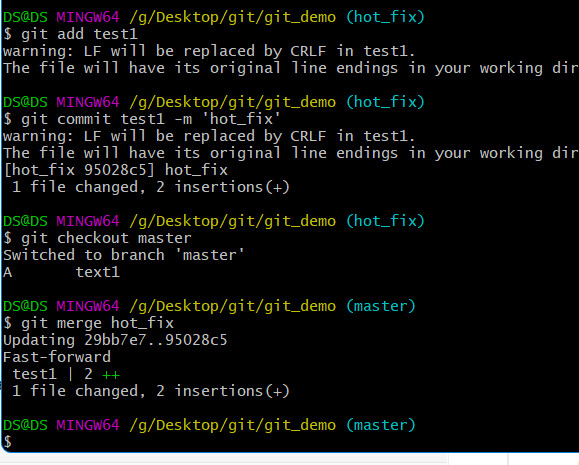 DS@DS MINGW64 /g/Desktop/git/git_demo (hot_fix)
$ git add test1
warning: LF will be replaced by CRLF in test1.
The file will have its original line endings in your working dir
DS@DS MINGW64 /g/Desktop/git/git_demo (hot_fix)
$ git commit test1 -m 'hot_fix'
warning: LF will be replaced by CRLF in test1.
The file will have its original line endings in your working dir
[hot_fix 95028c5] hot_fix
 1 file changed, 2 insertions(+)
DS@DS MINGW64 /g/Desktop/git/git_demo (hot_fix)
$ git checkout master
Switched to branch 'master'
A       text1
DS@DS MINGW64 /g/Desktop/git/git_demo (master)
$ git merge hot_fix
Updating 29bb7e7..95028c5
Fast-forward
 test1 | 2 ++
 1 file changed, 2 insertions(+)
DS@DS MINGW64 /g/Desktop/git/git_demo (master)
$